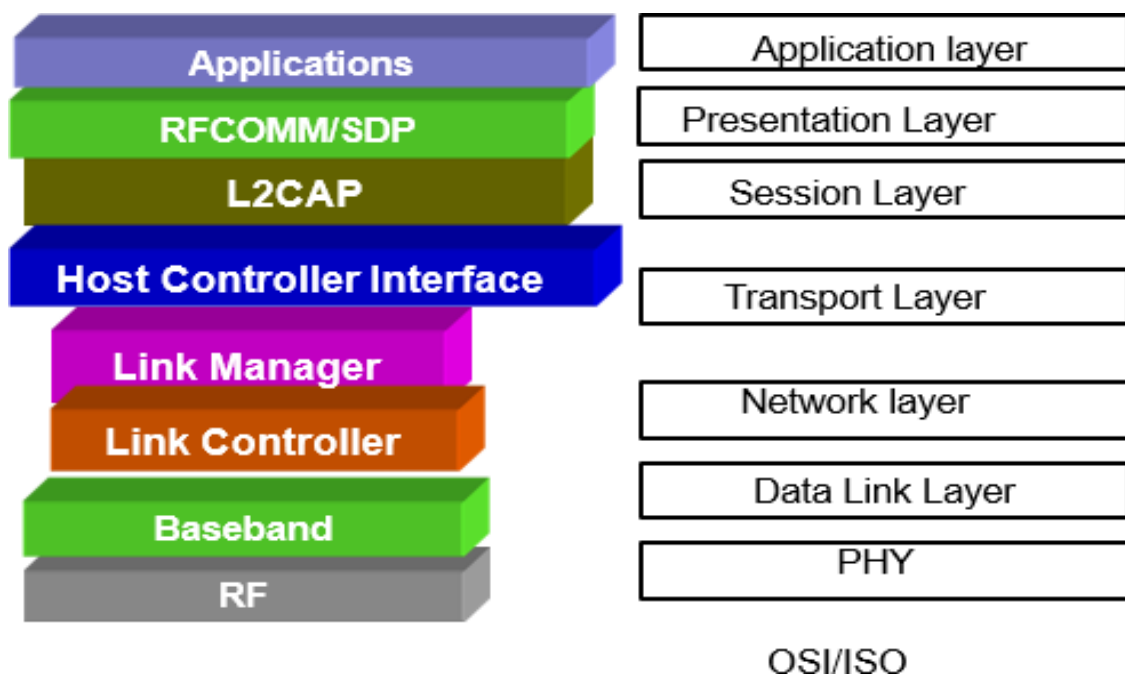 Applications
RFCOMM/SDP
L2CAP
Host Controller Interface
Link Manager
Link Controller
Baseband
RF
Application layer
Presentation Layer
Session Layer
Transport Layer
Network layer
Data Link Layer
PHY
OSI/ISO